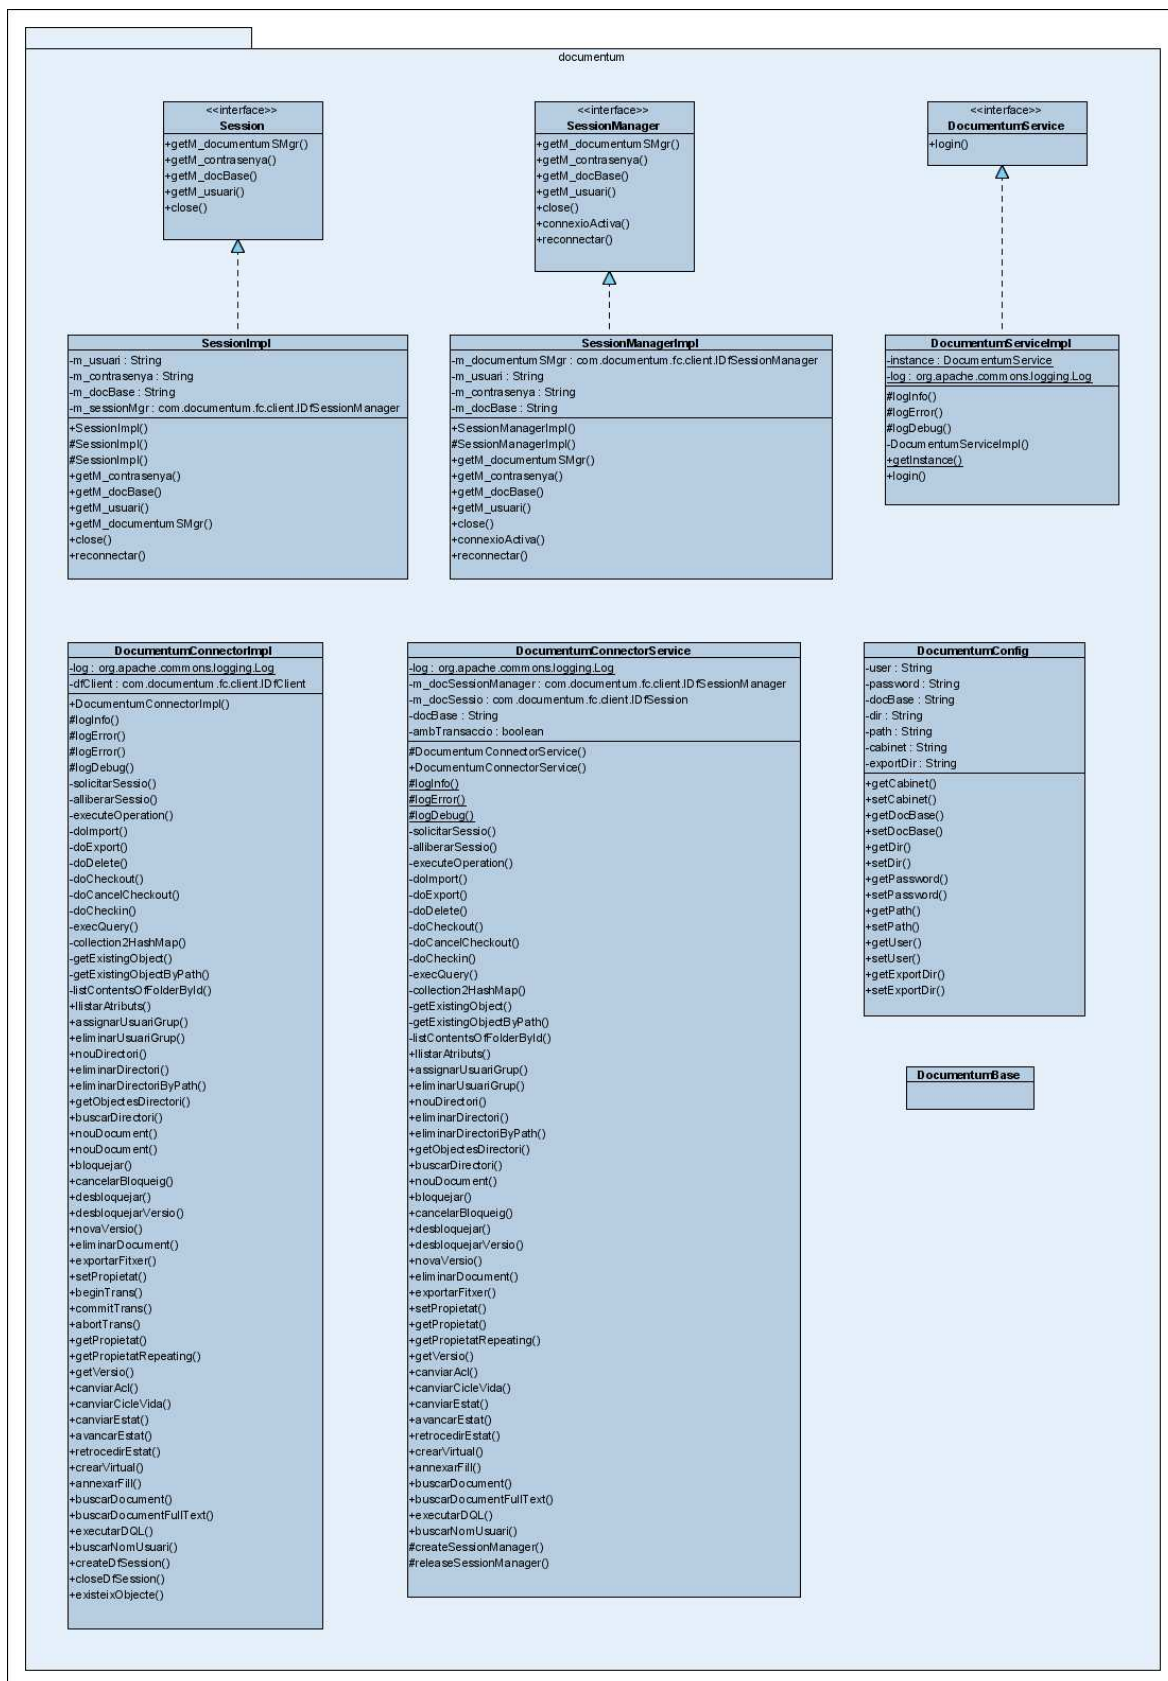 documentum
<<interface>>
Session
+getM_documentumSMgr()
+getM_contrasenya()
+getM_docBase()
+getM_usuari()
+close()
<<interface>>
SessionManager
+getM_documentumSMgr()
+getM_contrasenya()
+getM_docBase()
+getM_usuari()
+close()
+connexioActiva()
+reconnectar()
<<interface>>
DocumentumService
+login()
SessionImpl
-m_usuari : String
-m_contrasenya : String
-m_docBase : String
-m_sessionMgr : com.documentum.fc.client.IDfSessionManager
+SessionImpl()
#SessionImpl()
#SessionImpl()
+getM_contrasenya()
+getM_docBase()
+getM_usuari()
+getM_documentumSMgr()
+close()
+reconnectar()
SessionManagerImpl
-m_documentumSMgr : com.documentum.fc.client.IDfSessionManager
-m_usuari : String
-m_contrasenya : String
-m_docBase : String
+SessionManagerImpl()
#SessionManagerImpl()
+getM_documentumSMgr()
+getM_contrasenya()
+getM_docBase()
+getM_usuari()
+close()
+connexioActiva()
+reconnectar()
DocumentumServiceImpl
-instance : DocumentumService
-log : org.apache.commons.logging.Log
#logInfo()
#logError()
#logDebug()
-DocumentumServiceImpl()
+getInstance()
+login()
DocumentumConnectorImpl
-log : org.apache.commons.logging.Log
-dfClient : com.documentum.fc.client.IDfClient
+DocumentumConnectorImpl()
#logInfo()
#logError()
#logError()
#logDebug()
-solicitarSessio()
-alliberarSessio()
-executeOperation()
-doImport()
-doExport()
-doDelete()
-doCheckout()
-doCancelCheckout()
-doCheckin()
-execQuery()
-collection2HashMap()
-getExistingObject()
-getExistingObjectByPath()
-listContentsOfFolderById()
+llistarAtributs()
+assignarUsuariGrup()
+eliminarUsuariGrup()
+nouDirectori()
+eliminarDirectori()
+eliminarDirectoriByPath()
+getObjectesDirectori()
+buscarDirectori()
+nouDocument()
+nouDocument()
+bloquejar()
+cancelarBloqueig()
+desbloquejar()
+desbloquejarVersio()
+novaVersio()
+eliminarDocument()
+exportarFitxer()
+setPropietat()
+beginTrans()
+commitTrans()
+abortTrans()
+getPropietat()
+getPropietatRepeating()
+getVersio()
+canviarAcl()
+canviarCicleVida()
+canviarEstat()
+avancarEstat()
+retrocedirEstat()
+crearVirtual()
+annexarFill()
+buscarDocument()
+buscarDocumentFullText()
+executarDQL()
+buscarNomUsuari()
+createDfSession()
+closeDfSession()
+existeixObjecte()
DocumentumConnectorService
-log : org.apache.commons.logging.Log
-m_docSessionManager : com.documentum.fc.client.IDfSessionManager
-m_docSessio : com.documentum.fc.client.IDfSession
-docBase : String
-ambTransaccio : boolean
#DocumentumConnectorService()
+DocumentumConnectorService()
#logInfo()
#logError()
#logDebug()
-solicitarSessio()
-alliberarSessio()
-executeOperation()
-doImport()
-doExport()
-doDelete()
-doCheckout()
-doCancelCheckout()
-doCheckin()
-execQuery()
-collection2HashMap()
-getExistingObject()
-getExistingObjectByPath()
-listContentsOfFolderById()
+llistarAtributs()
+assignarUsuariGrup()
+eliminarUsuariGrup()
+nouDirectori()
+eliminarDirectori()
+eliminarDirectoriByPath()
+getObjectesDirectori()
+buscarDirectori()
+nouDocument()
+bloquejar()
+cancelarBloqueig()
+desbloquejar()
+desbloquejarVersio()
+novaVersio()
+eliminarDocument()
+exportarFitxer()
+setPropietat()
+getPropietat()
+getPropietatRepeating()
+getVersio()
+canviarAcl()
+canviarCicleVida()
+canviarEstat()
+avancarEstat()
+retrocedirEstat()
+crearVirtual()
+annexarFill()
+buscarDocument()
+buscarDocumentFullText()
+executarDQL()
+buscarNomUsuari()
#createSessionManager()
#releaseSessionManager()
DocumentumConfig
-user : String
-password : String
-docBase : String
-dir : String
-path : String
-cabinet : String
-exportDir : String
+getCabinet()
+setCabinet()
+getDocBase()
+setDocBase()
+getDir()
+setDir()
+getPassword()
+setPassword()
+getPath()
+setPath()
+getUser()
+setUser()
+getExportDir()
+setExportDir()
DocumentumBase